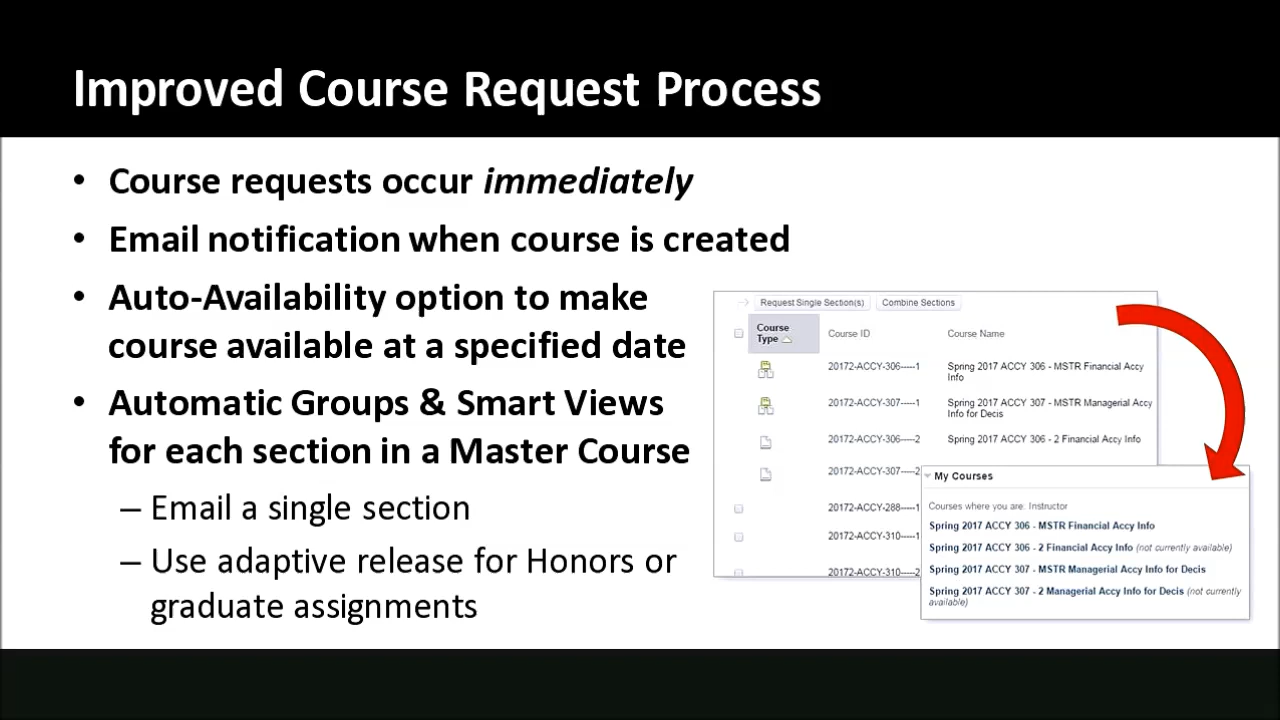 Improved Course Request Process
• Course requests occur immediately
• Email notification when course is created
• Auto-Availability option to make
course available at a specified date
• Automatic Groups & Smart Views
for each section in a Master Course
– Email a single section
– Use adaptive release for Honors or
graduate assignments
Request Single Section(s) Combine Sections
Course Type Course ID Course Name
20172-ACCY-306-----1 Spring 2017 ACCY 306 - MSTR Financial Accy
Info
20172-ACCY-307-----1 Spring 2017 ACCY 307 - MSTR Managerial Accy
Info for Decis
20172-ACCY-306-----2 Spring 2017 ACCY 306 - 2 Financial Accy Info
20172-ACCY-307-----2
20172-ACCY-288-----1
20172-ACCY-310-----1
20172-ACCY-310-----2
My Courses
Courses where you are: Instructor
Spring 2017 ACCY 306 - MSTR Financial Accy Info
Spring 2017 ACCY 306 - 2 Financial Accy Info (not currently available)
Spring 2017 ACCY 307 - MSTR Managerial Accy Info for Decis
Spring 2017 ACCY 307 - 2 Managerial Accy Info for Decis (not currently
available)